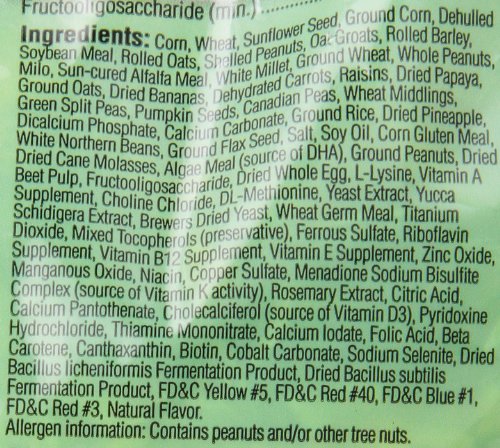 Fructooligosaccharide (min.)..............
Ingredients: Corn, Wheat, Sunflower Seed, Ground Corn, Dehulled
Soybean Meal, Rolled Oats, Shelled Peanuts, Oat Groats, Rolled Barley,
Milo, Sun-cured Alfalfa Meal, White Millet, Ground Wheat, Whole Peanuts,
Ground Oats, Dried Bananas, Dehydrated Carrots, Raisins, Dried Papaya,
Green Split Peas, Pumpkin Seeds, Canadian Peas, Wheat Middlings,
Dicalcium Phosphate, Calcium Carbonate, Ground Rice, Dried Pineapple,
White Northern Beans, Ground Flax Seed, Salt, Soy Oil, Corn Gluten Meal,
Dried Cane Molasses, Algae Meal (source of DHA), Ground Peanuts, Dried
Beet Pulp, Fructooligosaccharide, Dried Whole Egg, L-Lysine, Vitamin A
Supplement, Choline Chloride, DL-Methionine, Yeast Extract, Yucca
Schidigera Extract, Brewers Dried Yeast, Wheat Germ Meal, Titanium
Dioxide, Mixed Tocopherols (preservative), Ferrous Sulfate, Riboflavin
Supplement, Vitamin B12 Supplement, Vitamin E Supplement, Zinc Oxide,
Manganous Oxide, Niacin, Copper Sulfate, Menadione Sodium Bisulfite
Complex (source of Vitamin K activity), Rosemary Extract, Citric Acid,
Calcium Pantothenate, Cholecalciferol (source of Vitamin D3), Pyridoxine
Hydrochloride, Thiamine Mononitrate, Calcium Iodate, Folic Acid, Beta
Carotene, Canthaxanthin, Biotin, Cobalt Carbonate, Sodium Selenite, Dried
Bacillus licheniformis Fermentation Product, Dried Bacillus subtilis
Fermentation Product, FD&C Yellow #5, FD&C Red #40, FD&C Blue #1,
FD&C Red #3, Natural Flavor.
Allergen information: Contains peanuts and/or other tree nuts.